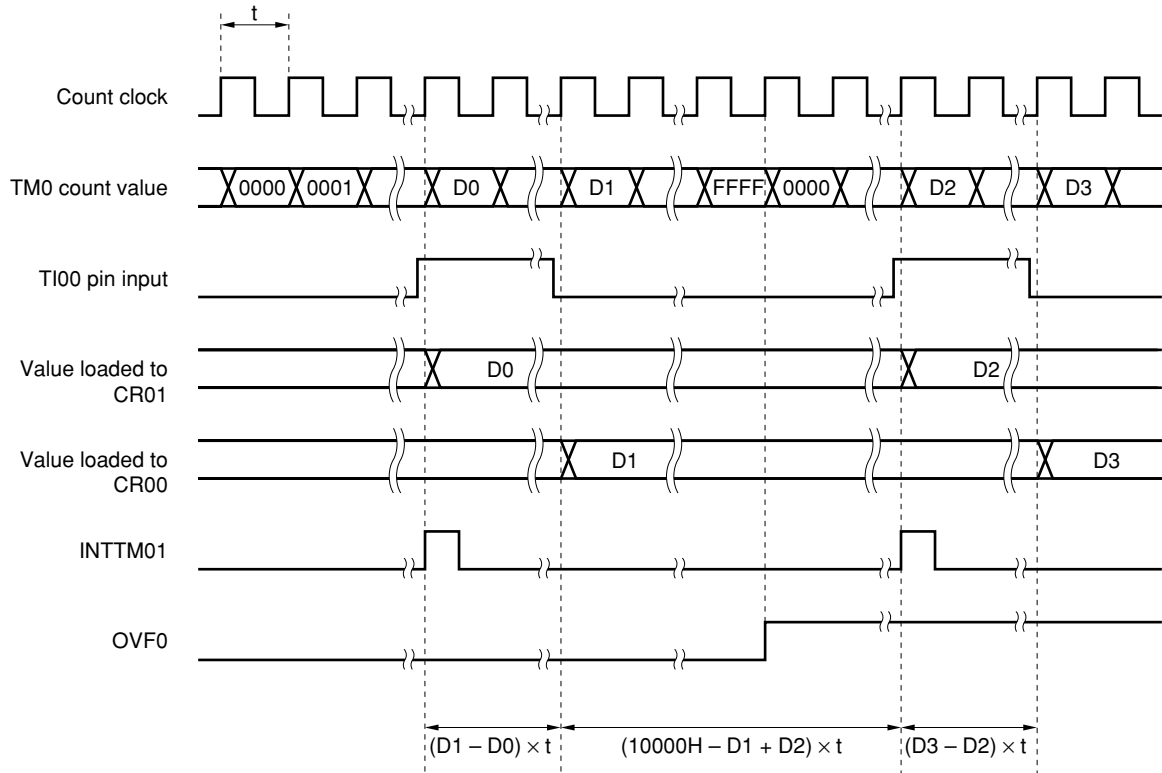 t
Count clock
TM0 count value
0000 0001 D0 D1 FFFF 0000 D2 D3
TI00 pin input
Value loaded to
CR01
D0 D2
Value loaded to
CR00
D1 D3
INTTM01
OVF0
(D1 – D0) × t (10000H – D1 + D2) × t (D3 – D2) × t